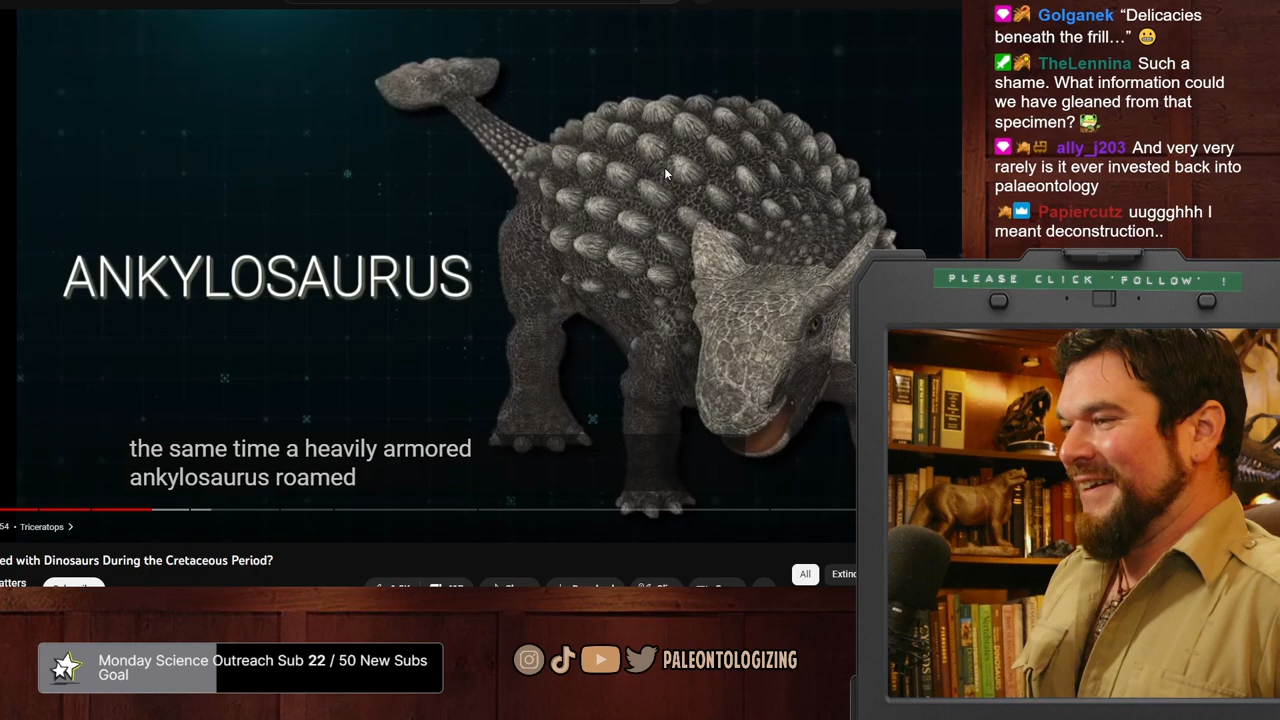 ANKYLOSAURUS
the same time a heavily armored
ankylosaurus roamed
54 • Triceratops
ed with Dinosaurs During the Cretaceous Period?
atters
All
Extinc
Golganek “Delicacies
beneath the frill…”
TheLennina Such a
shame. What information could
we have gleaned from that
specimen?
ally_j203 And very very
rarely is it ever invested back into
palaeontology
Papiercutz uuggghhh I
meant deconstruction..
PLEASE CLICK 'FOLLOW' !
Monday Science Outreach Sub 22 / 50 New Subs
Goal
PALEONTOLOGIZING